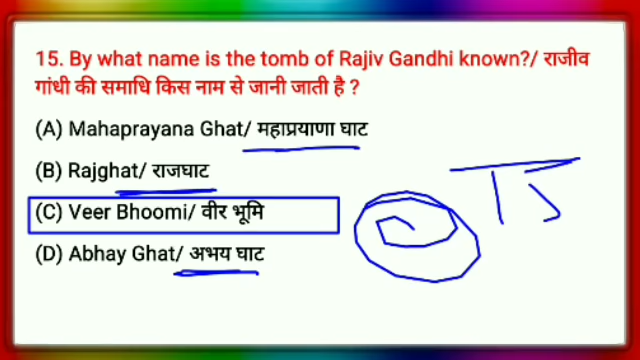 15. By what name is the tomb of Rajiv Gandhi known?/ राजीव
गांधी की समाधि किस नाम से जानी जाती है ?
(A) Mahaprayana Ghat/ महाप्रयाणा घाट
(B) Rajghat/ राजघाट
(C) Veer Bhoomi/ वीर भूमि
(D) Abhay Ghat/ अभय घाट